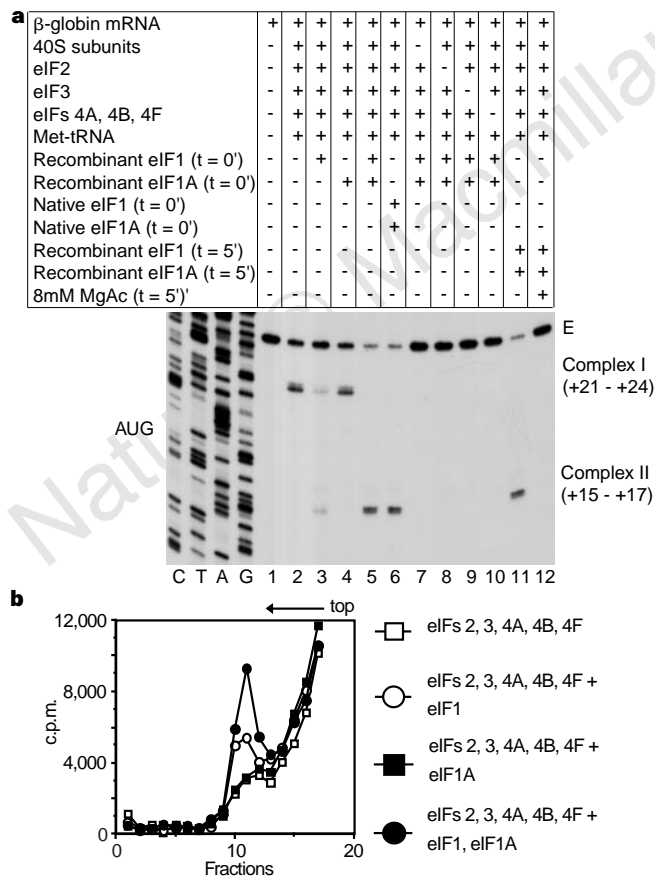 a
β-globin mRNA + + + + + + + + + + + +
40S subunits - + + + + + - + + + + +
eIF2 - + + + + + + - + + + +
eIF3 - + + + + + + + - + + +
eIFs 4A, 4B, 4F - + + + + + + + + - + +
Met-tRNA - + + + + + + + + + + +
Recombinant eIF1 (t = 0') - - + - + - + + + + - -
Recombinant eIF1A (t = 0') - - - + + - + + + + - -
Native eIF1 (t = 0') - - - - - + - - - - - -
Native eIF1A (t = 0') - - - - - + - - - - - -
Recombinant eIF1 (t = 5') - - - - - - - - - - + +
Recombinant eIF1A (t = 5') - - - - - - - - - - + +
8mM MgAc (t = 5')' - - - - - - - - - - - +
E
Complex I
(+21 - +24)
AUG
Complex II
(+15 - +17)
C T A G 1 2 3 4 5 6 7 8 9 10 11 12
b
top
12,000
8,000
4,000
0
c.p.m.
0 10 20
Fractions
eIFs 2, 3, 4A, 4B, 4F
eIFs 2, 3, 4A, 4B, 4F +
eIF1
eIFs 2, 3, 4A, 4B, 4F +
eIF1A
eIFs 2, 3, 4A, 4B, 4F +
eIF1, eIF1A
© Macmillan